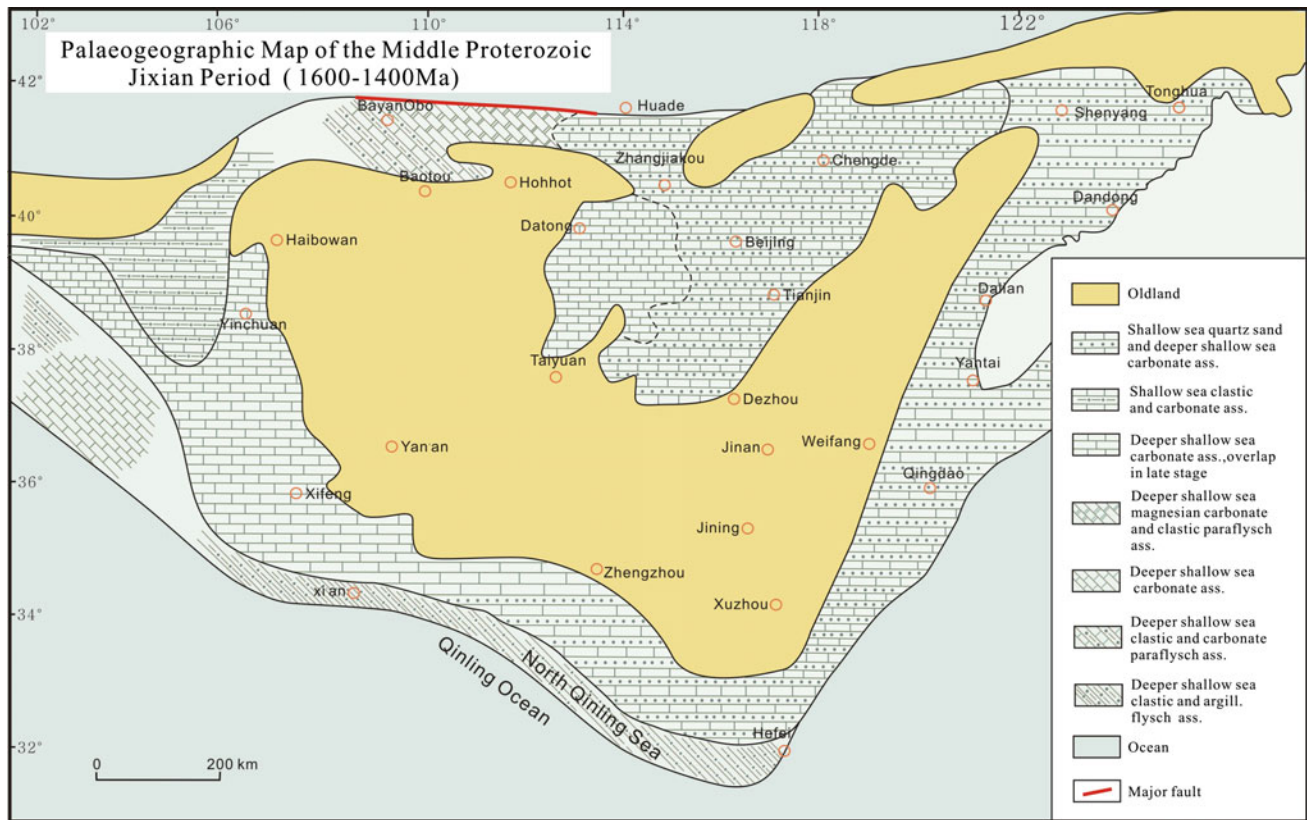 102° 106° 110° 114° 118° 122°
Palaeogeographic Map of the Middle Proterozoic
Jixian Period ( 1600-1400Ma)
42°
40°
38°
36°
34°
32°
BayanObo
Huade
Tonghua
Shenyang
Zhangjiakou
Chengde
Baotou
Hohhot
Dandong
Datong
Haibowan
Beijing
Tianjin
Dalian
Yinchuan
Taiyuan
Yantai
Dezhou
Yan'an
Jinan
Weifang
Qingdao
Xifeng
Jining
Zhengzhou
xi'an
Xuzhou
Hefei
Qinling Ocean
North Qinling Sea
0 200 km
Oldland
Shallow sea quartz sand
and deeper shallow sea
carbonate ass.
Shallow sea clastic
and carbonate ass.
Deeper shallow sea
carbonate ass.,overlap
in late stage
Deeper shallow sea
magnesian carbonate
and clastic paraflysch
ass.
Deeper shallow sea
carbonate ass.
Deeper shallow sea
clastic and carbonate
paraflysch ass.
Deeper shallow sea
clastic and argill.
flysch ass.
Ocean
Major fault